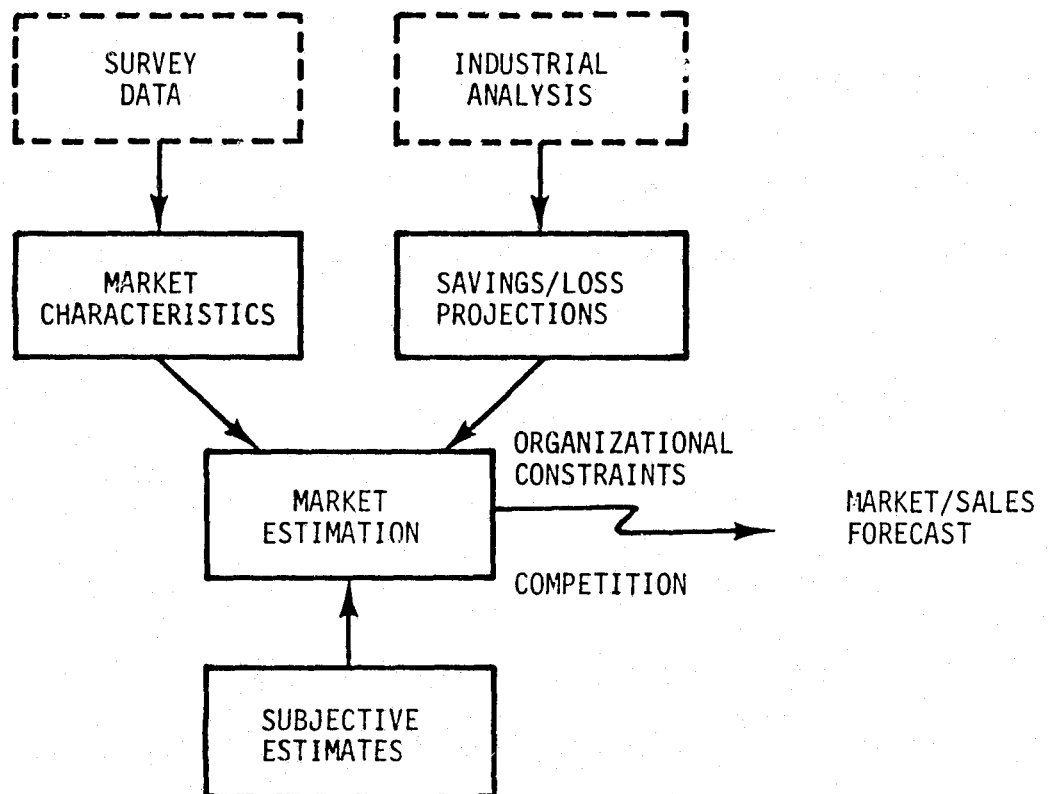 SURVEY
DATA
INDUSTRIAL
ANALYSIS
MARKET
CHARACTERISTICS
SAVINGS/LOSS
PROJECTIONS
ORGANIZATIONAL
CONSTRAINTS
MARKET
ESTIMATION
MARKET/SALES
FORECAST
COMPETITION
SUBJECTIVE
ESTIMATES